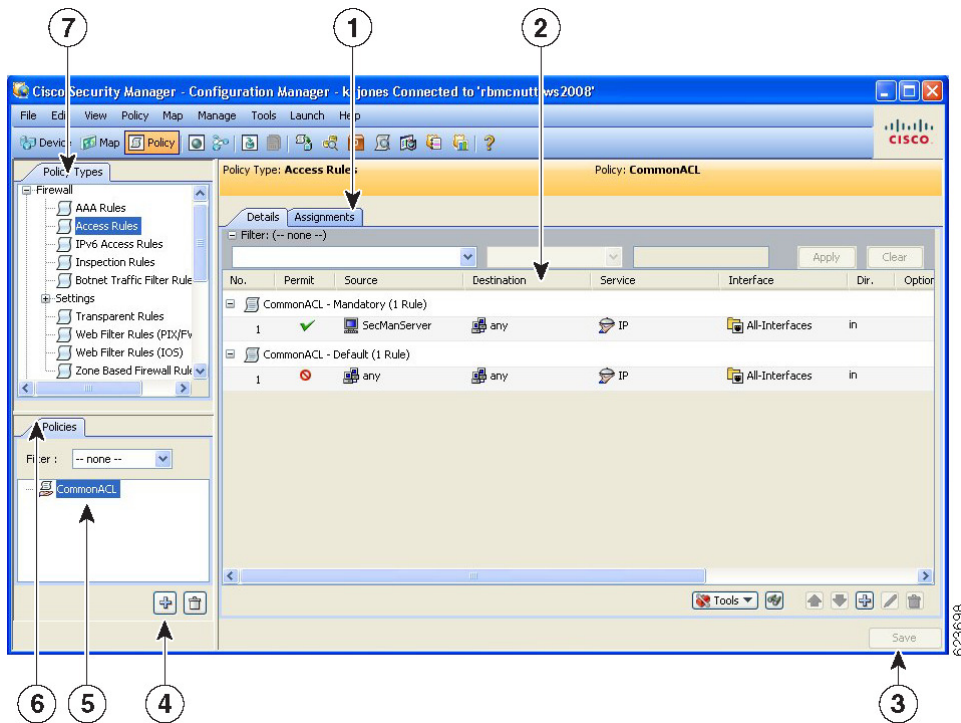 7
1
2
Cisco Security Manager - Configuration Manager - kjones Connected to 'rbmcnutt-ws2008'
File Edit View Policy Map Manage Tools Launch Help
Device Map Policy
CISCO
Policy Types
Firewall
AAA Rules
Access Rules
IPv6 Access Rules
Inspection Rules
Botnet Traffic Filter Rule
Settings
Transparent Rules
Web Filter Rules (PIX/FW
Web Filter Rules (IOS)
Zone Based Firewall Rule
Policy Type: Access Rules Policy: CommonACL
Details Assignments
Filter: (-- none --)
Apply Clear
No. Permit Source Destination Service Interface Dir. Option
CommonACL - Mandatory (1 Rule)
1 SecManServer any IP All-Interfaces in
CommonACL - Default (1 Rule)
1 any any IP All-Interfaces in
Policies
Filter : -- none --
CommonACL
Tools
Save
623698
6
5
4
3